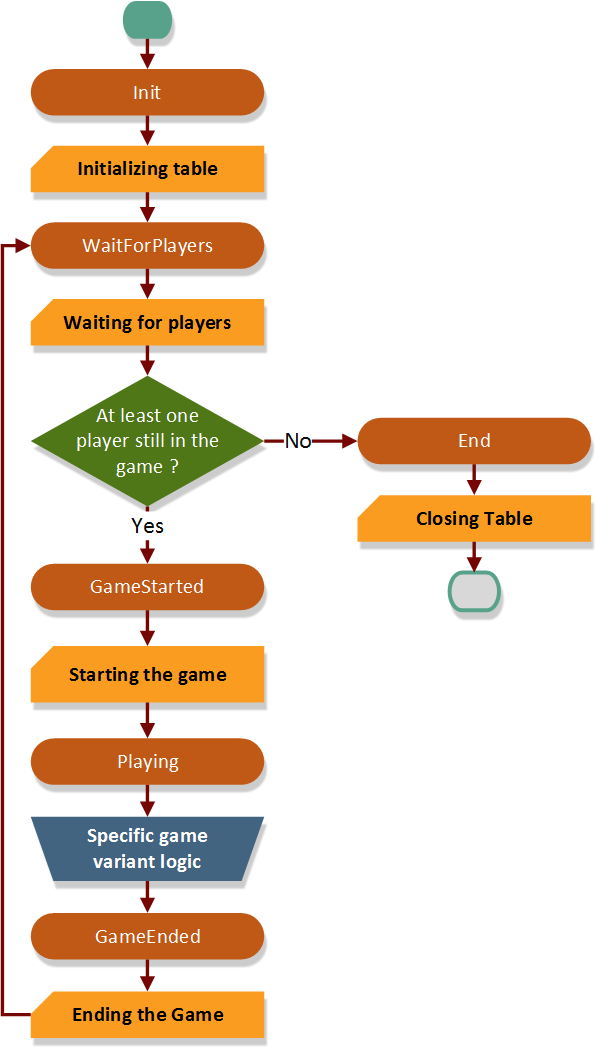 Init
Initializing table
WaitForPlayers
Waiting for players
At least one
player still in the
game ?
No
End
Closing Table
Yes
GameStarted
Starting the game
Playing
Specific game
variant logic
GameEnded
Ending the Game